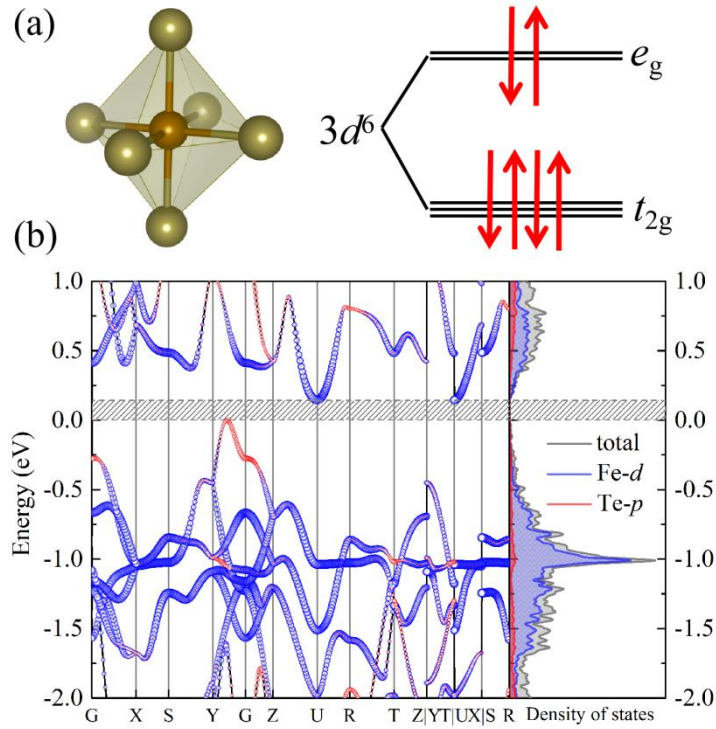 (a)
3d⁶
e_g
t_2g
(b)
1.0
0.5
0.0
-0.5
-1.0
-1.5
-2.0
Energy (eV)
total
Fe-d
Te-p
1.0
0.5
0.0
-0.5
-1.0
-1.5
-2.0
G X S Y G Z U R T Z|YT|UX|S R Density of states